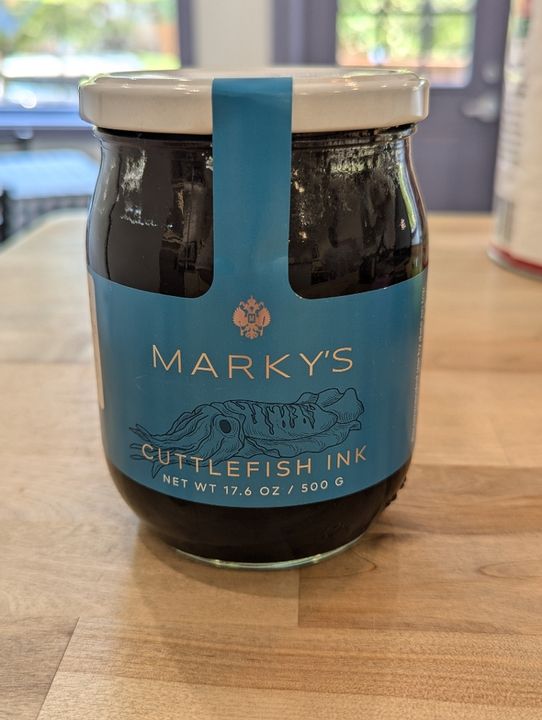 MARKY'S
CUTTLEFISH INK
NET WT 17.6 OZ / 500 G